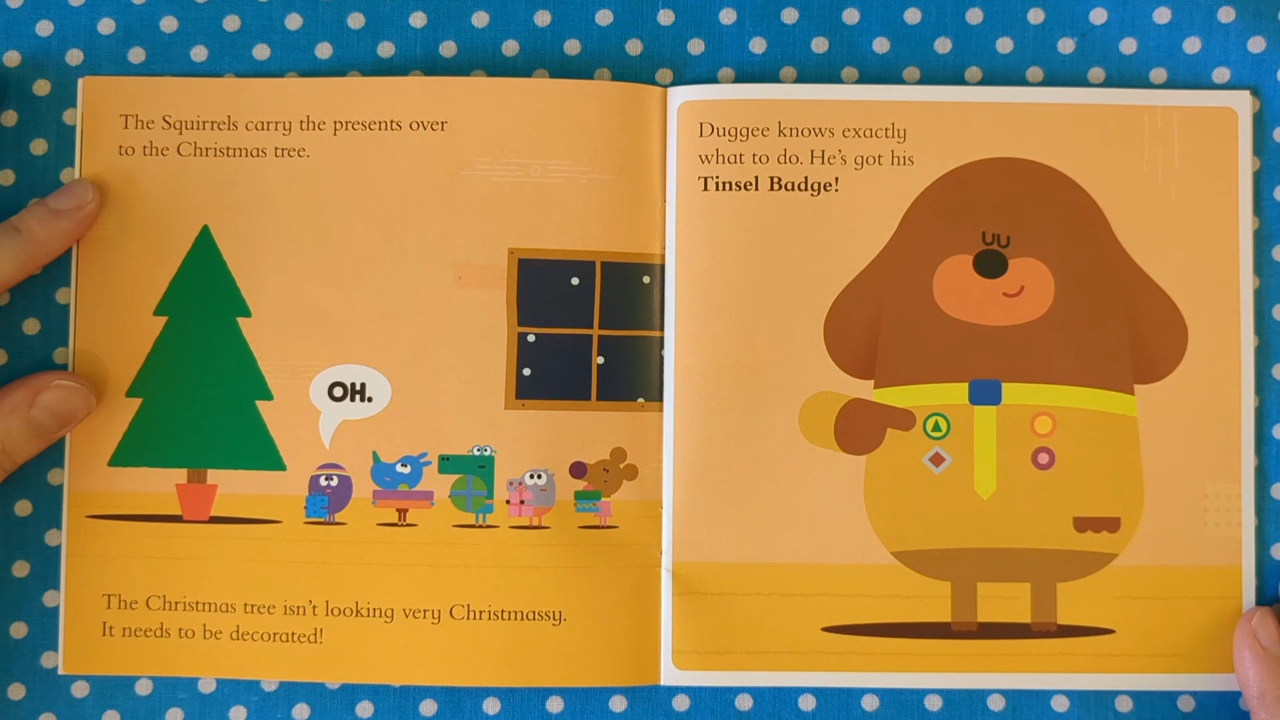 The Squirrels carry the presents over
to the Christmas tree.
OH.
The Christmas tree isn't looking very Christmassy.
It needs to be decorated!
Duggee knows exactly
what to do. He's got his
Tinsel Badge!